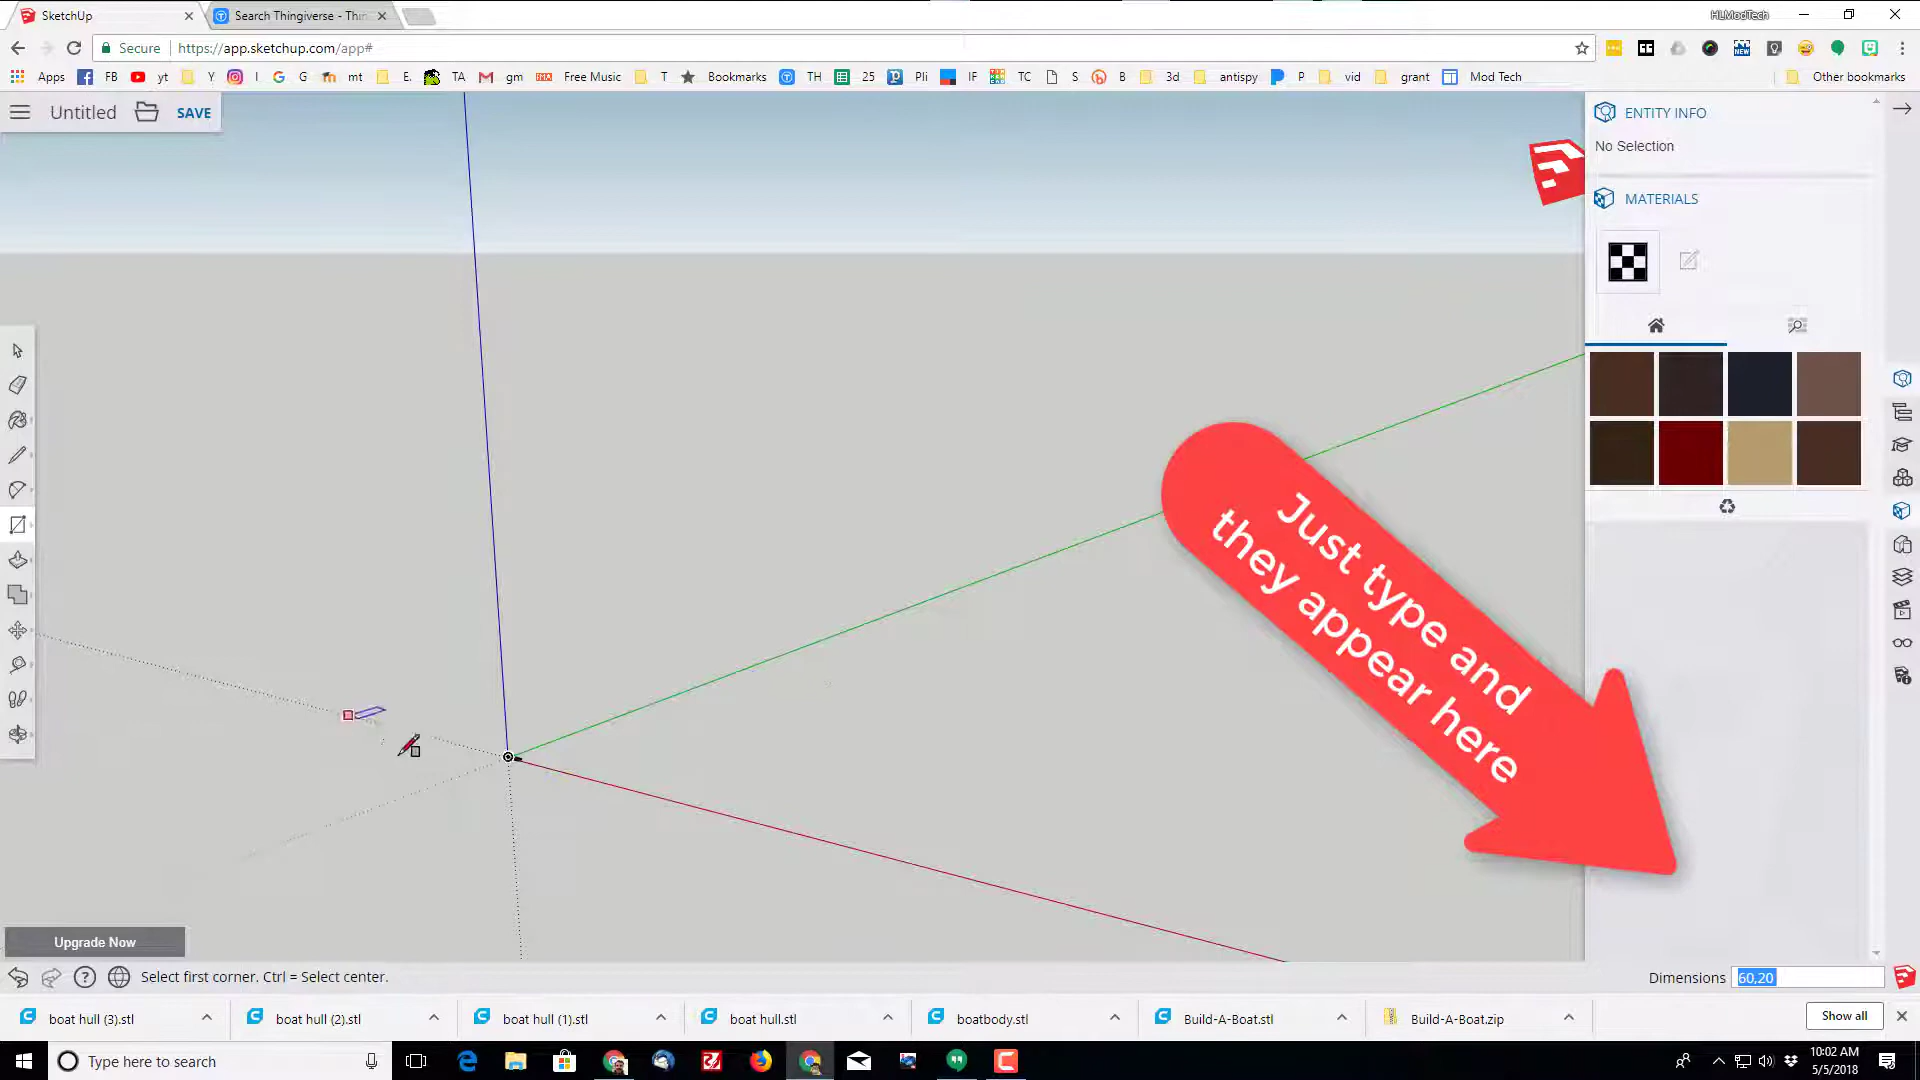 SketchUp
Search Thingiverse - Thin
HLModTech
Secure
https://app.sketchup.com/app#
Apps
FB
yt
Y
I
G
mt
E.
TA
gm
Free Music
T
Bookmarks
TH
25
Pli
IF
TC
S
B
3d
antispy
P
vid
grant
Mod Tech
Other bookmarks
Untitled
SAVE
ENTITY INFO
No Selection
MATERIALS
Just type and
they appear here
Upgrade Now
Select first corner. Ctrl = Select center.
Dimensions
60,20
boat hull (3).stl
boat hull (2).stl
boat hull (1).stl
boat hull.stl
boatbody.stl
Build-A-Boat.stl
Build-A-Boat.zip
Show all
Type here to search
10:02 AM
5/5/2018